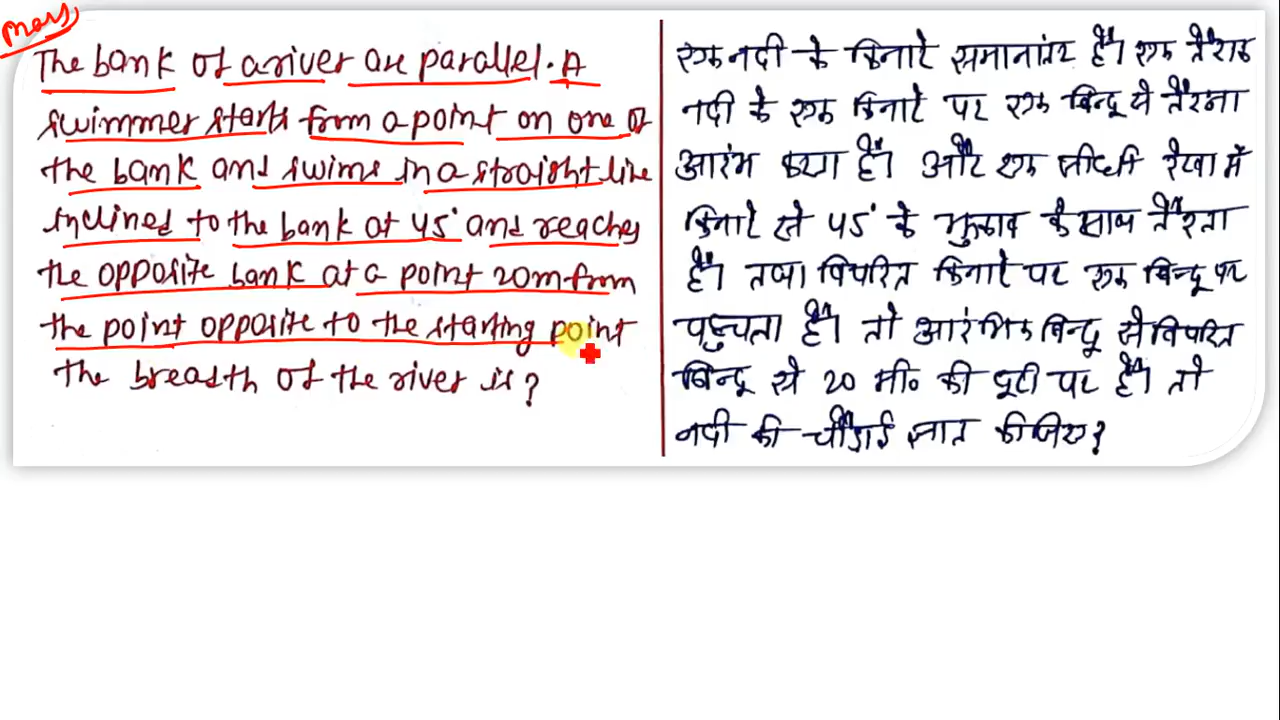 Mains
The bank of a river are parallel. A
swimmer starts from a point on one of
the bank and swims in a straight line
inclined to the bank at 45° and reaches
the opposite bank at a point 20m from
the point opposite to the starting point
the breasth of the river is?
एक नदी के किनारे समानांतर हैं। एक तैराक
नदी के एक किनारे पर एक बिन्दू से तैरना
आरंभ करता हैं। और एक सीधी रेखा में
किनारे से 45° के झुकाव के साथ तैरता
हैं। तथा विपरित किनारे पर एक बिन्दू पर
पहुचता हैं। तो आरंभिक बिन्दू से विपरित
बिन्दू से 20 मी० की दूरी पर हैं। तो
नदी की चौंडाई ज्ञात कीजिए?